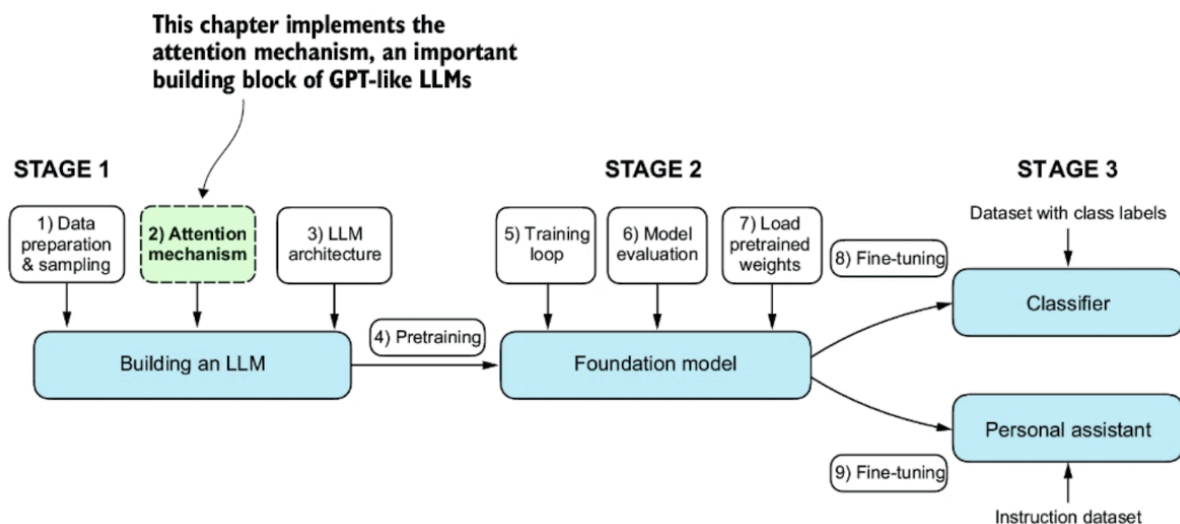 This chapter implements the
attention mechanism, an important
building block of GPT-like LLMs
STAGE 1
STAGE 2
STAGE 3
1) Data
preparation
& sampling
2) Attention
mechanism
3) LLM
architecture
4) Pretraining
Building an LLM
5) Training
loop
6) Model
evaluation
7) Load
pretrained
weights
Foundation model
8) Fine-tuning
Dataset with class labels
Classifier
Personal assistant
9) Fine-tuning
Instruction dataset